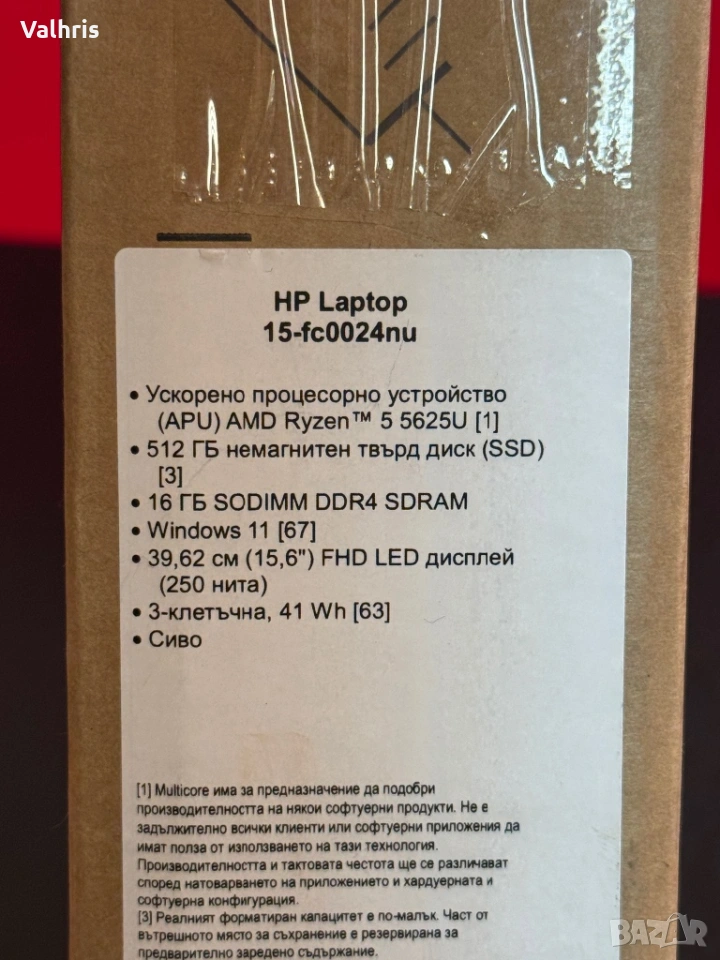 Valhris
HP Laptop
15-fc0024nu
• Ускорено процесорно устройство
(APU) AMD Ryzen™ 5 5625U [1]
• 512 ГБ немагнитен твърд диск (SSD)
[3]
• 16 ГБ SODIMM DDR4 SDRAM
• Windows 11 [67]
• 39,62 см (15,6") FHD LED дисплей
(250 нита)
• 3-клетъчна, 41 Wh [63]
• Сиво
[1] Multicore има за предназначение да подобри
производителността на някои софтуерни продукти. Не е
задължително всички клиенти или софтуерни приложения да
имат полза от използването на тази технология.
Производителността и тактовата честота ще се различават
според натоварването на приложението и хардуерната и
софтуерна конфигурация.
[3] Реалният форматиран капацитет е по-малък. Част от
вътрешното място за съхранение е резервирана за
предварително заредено съдържание.
BAZAR